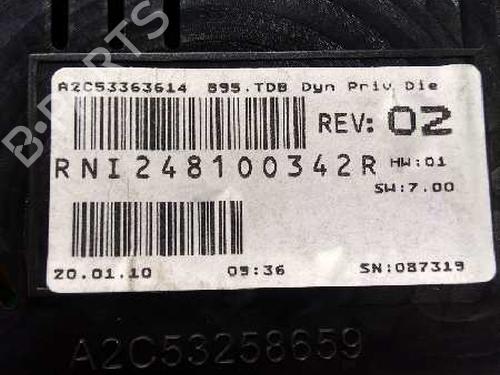 A2C53363614 B95.TDB Dyn Priv Die
REV: 02
RNI248100342R HW:01
SW:7.00
20.01.10 09:36 SN:087319
A2C53258659
B-PARTS